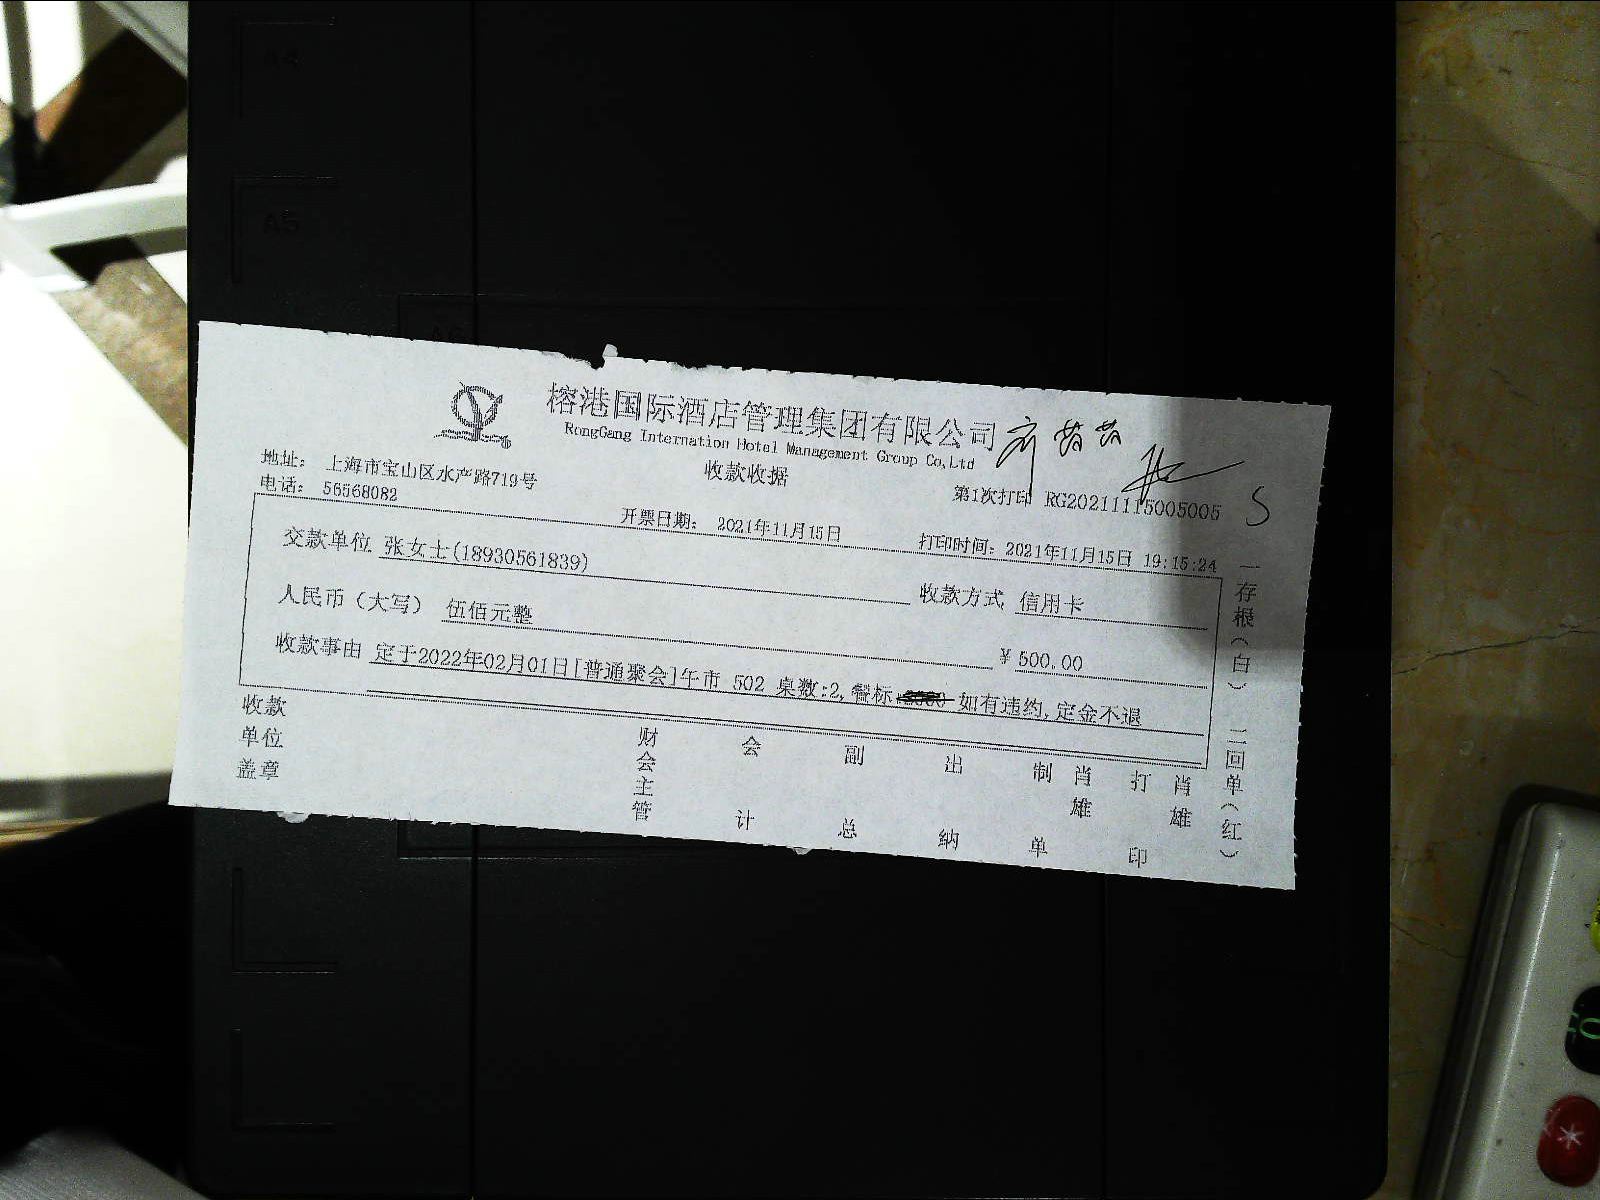 榕港国际酒店管理集团有限公司
RongGang Internation Hotel Management Group Co,Ltd
收款收据
地址： 上海市宝山区水产路719号
电话： 56568082
第1次打印 RG20211115005005
开票日期： 2021年11月15日
打印时间：2021年11月15日 19:15:24
交款单位 张女士(18930561839)
收款方式 信用卡
人民币（大写） 伍佰元整
¥ 500.00
收款事由 定于2022年02月01日[普通聚会]午市 502 桌数:2,餐标 如有违约,定金不退
收款单位盖章
财会主管
会计
副总
出纳
制单
肖雄
打印
肖雄
一存根（白） 二回单（红）
A4
A5